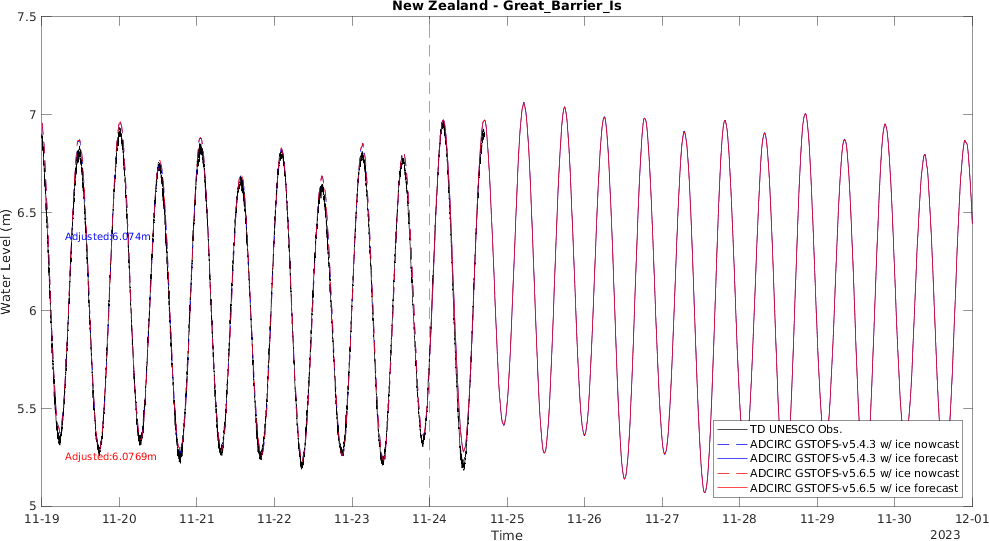 New Zealand - Great_Barrier_Is
7.5
7
6.5
6
5.5
5
Water Level (m)
Adjusted:6.074m
Adjusted:6.0769m
TD UNESCO Obs.
ADCIRC GSTOFS-v5.4.3 w/ ice nowcast
ADCIRC GSTOFS-v5.4.3 w/ ice forecast
ADCIRC GSTOFS-v5.6.5 w/ ice nowcast
ADCIRC GSTOFS-v5.6.5 w/ ice forecast
11-19 11-20 11-21 11-22 11-23 11-24 11-25 11-26 11-27 11-28 11-29 11-30 12-01
Time
2023